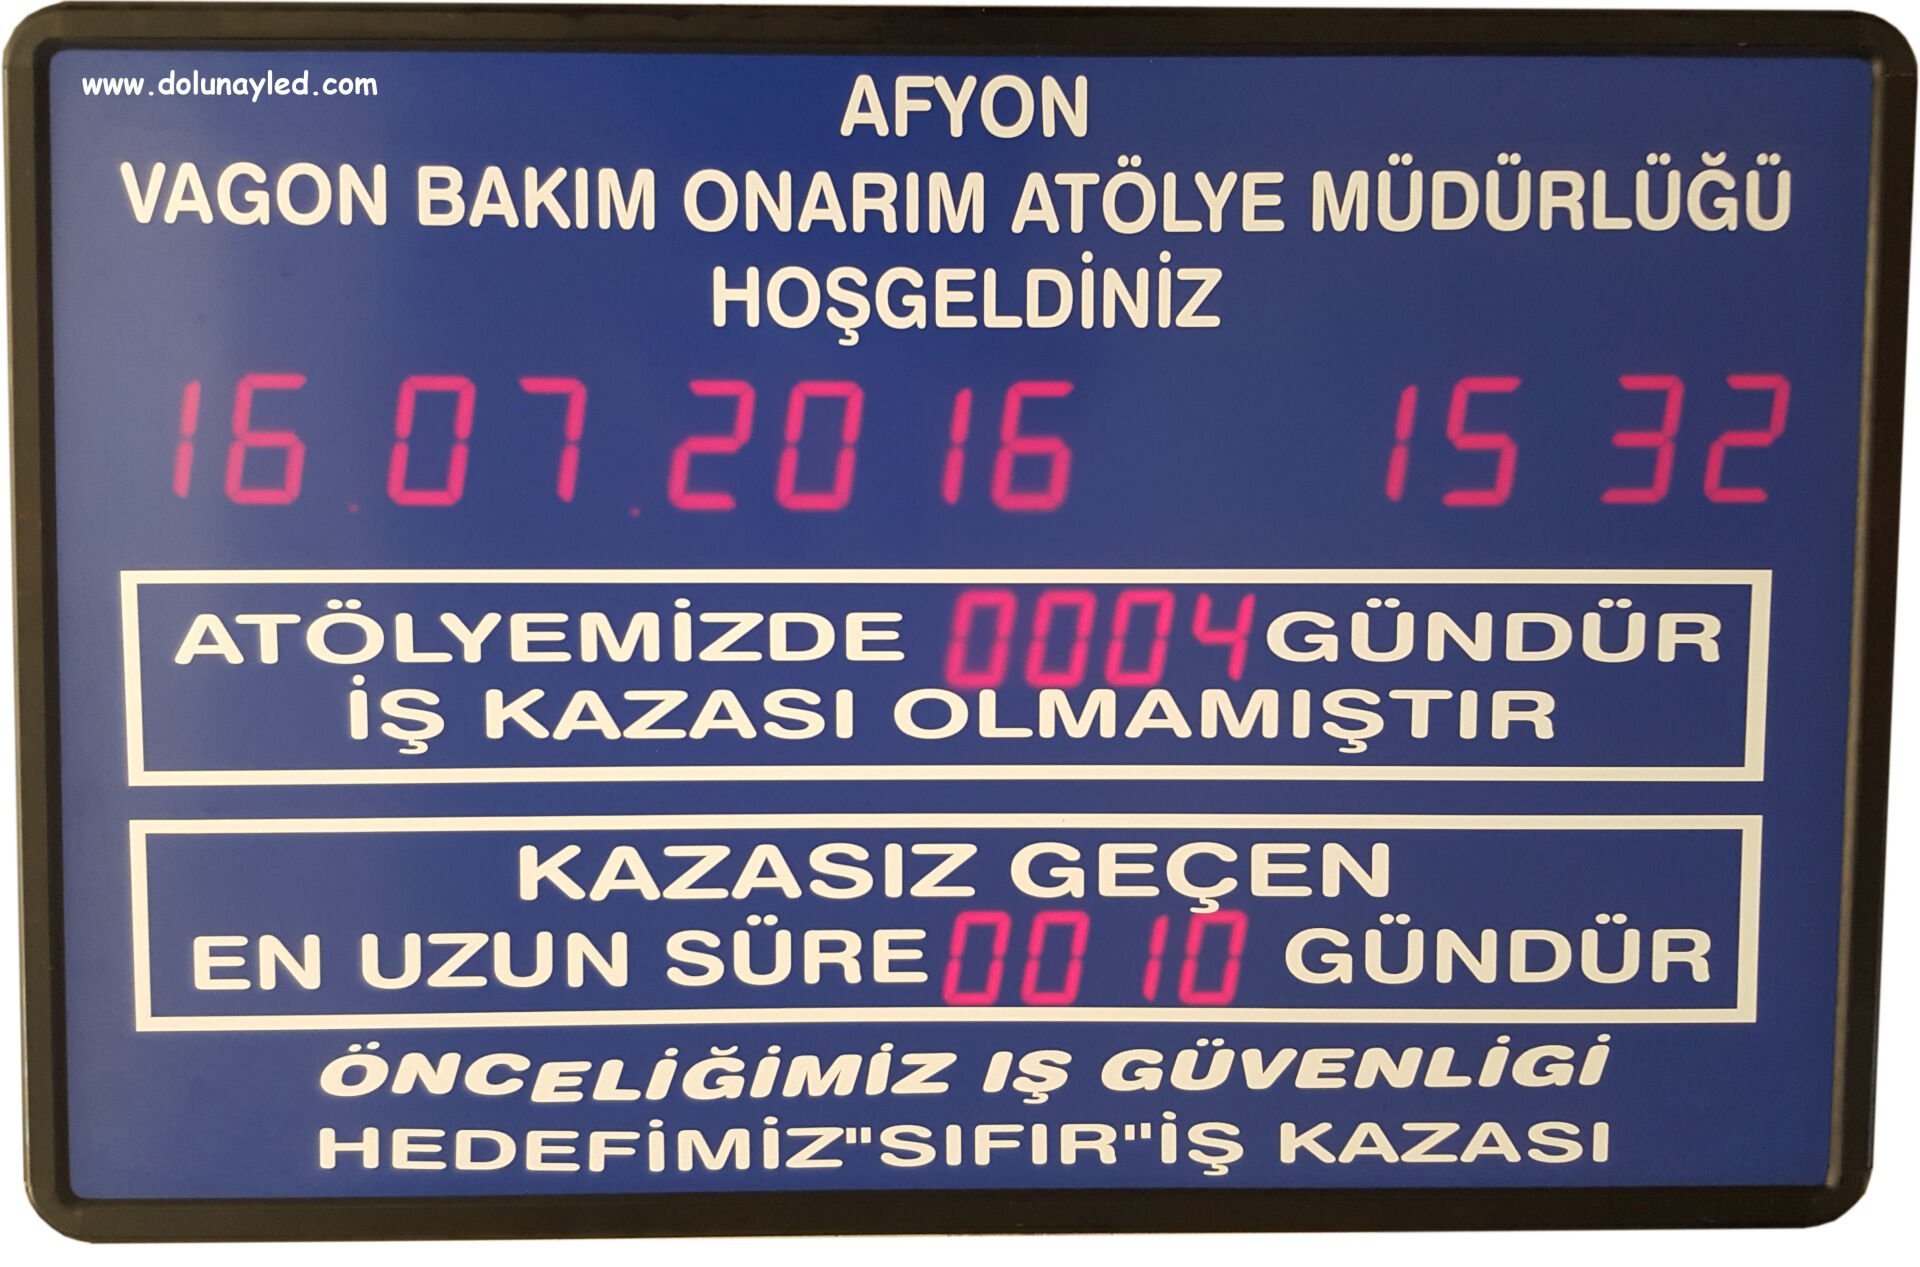 www.dolunayled.com
AFYON
VAGON BAKIM ONARIM ATÖLYE MÜDÜRLÜĞÜ
HOŞGELDİNİZ
16.07.2016 15 32
ATÖLYEMİZDE 0004 GÜNDÜR
İŞ KAZASI OLMAMIŞTIR
KAZASIZ GEÇEN
EN UZUN SÜRE 0010 GÜNDÜR
ÖNCELİĞİMİZ IŞ GÜVENLİGİ
HEDEFİMİZ"SIFIR"İŞ KAZASI